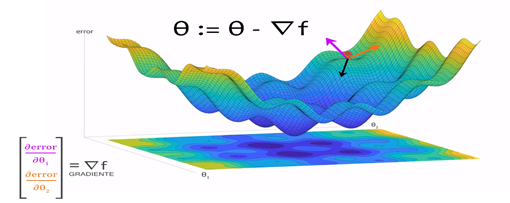 error
Θ := Θ - ∇f
θ₂
[∂error/∂θ₁
∂error/∂θ₂] = ∇f
GRADIENTE
θ₁